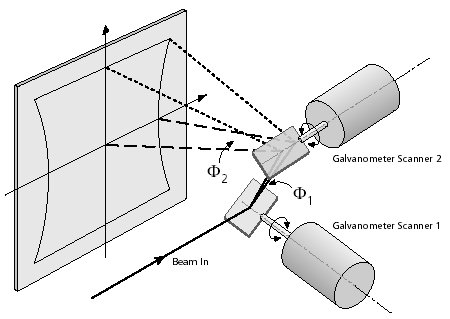 Galvanometer Scanner 2
Φ2
Φ1
Galvanometer Scanner 1
Beam In